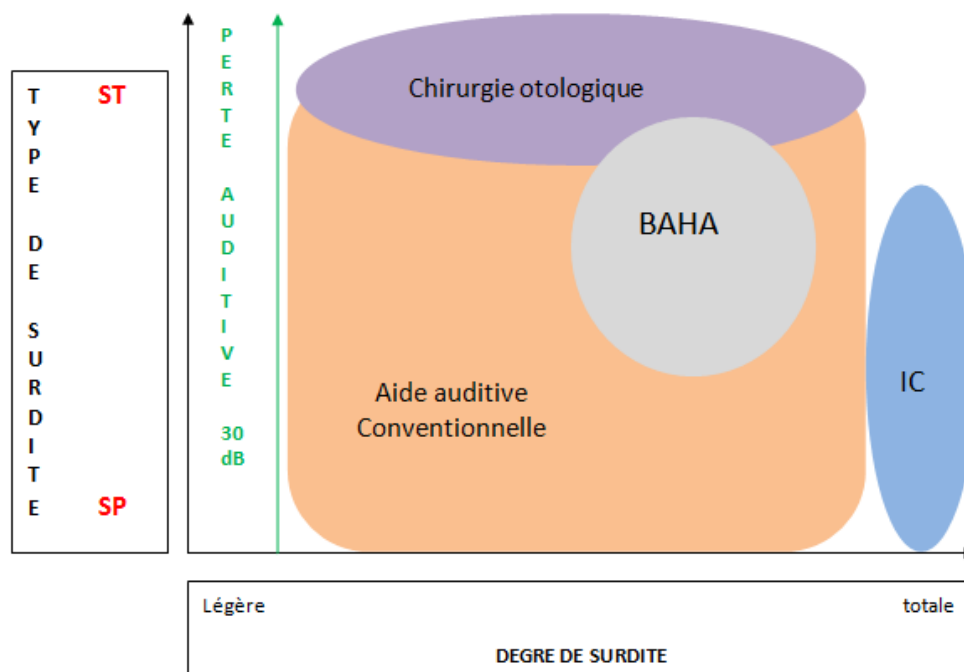 TYPE DE SURDITE
ST
SP
PERTE AUDITIVE 30 dB
Chirurgie otologique
BAHA
Aide auditive
Conventionnelle
IC
Légère
totale
DEGRE DE SURDITE